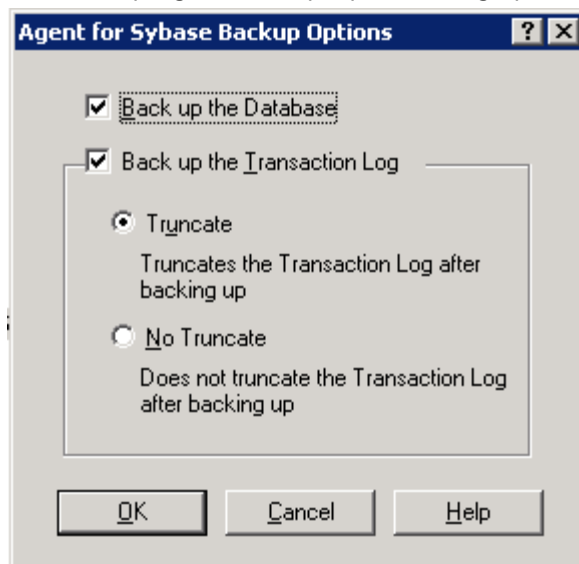 Agent for Sybase Backup Options
Back up the Database
Back up the Transaction Log
Truncate
Truncates the Transaction Log after
backing up
No Truncate
Does not truncate the Transaction Log
after backing up
OK Cancel Help